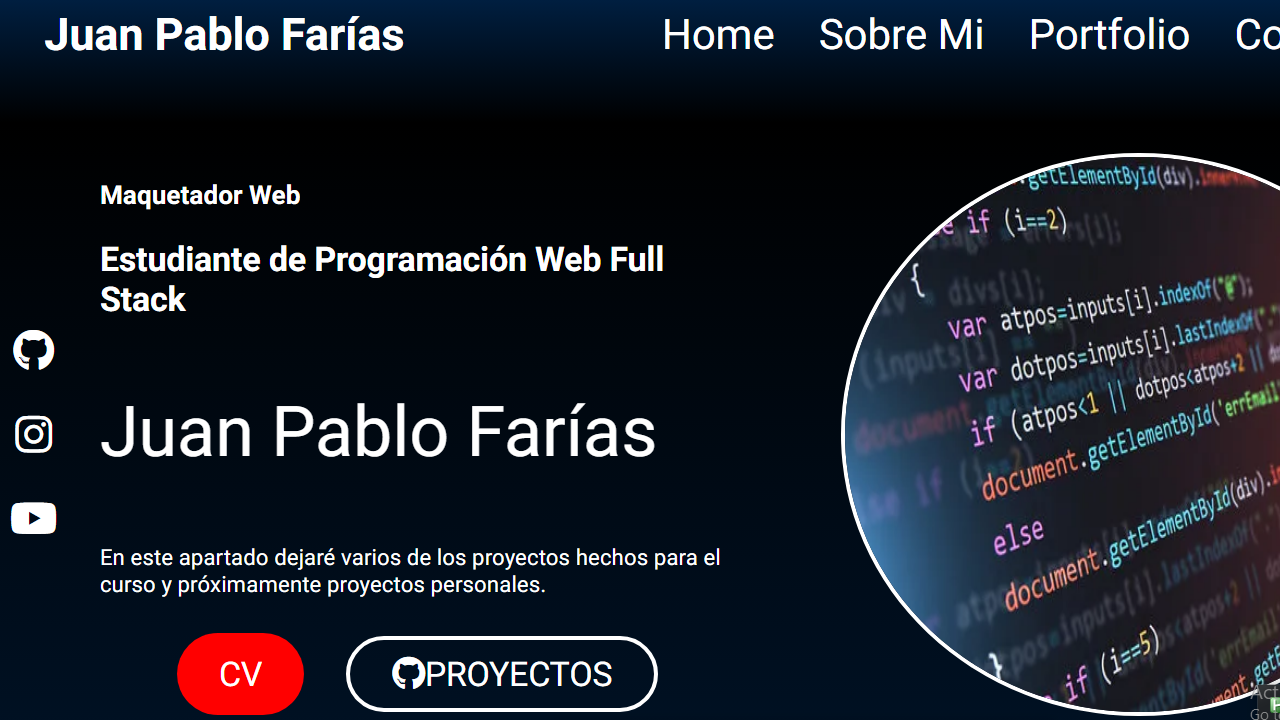 Juan Pablo Farías
Home Sobre Mi Portfolio
Maquetador Web
Estudiante de Programación Web Full
Stack
Juan Pablo Farías
En este apartado dejaré varios de los proyectos hechos para el
curso y próximamente proyectos personales.
CV
PROYECTOS
.getElementById(div).
if (i==2)
{
var atpos=inputs[i].indexOf("@");
var dotpos=inputs[i].lastIndexOf(".
if (atpos<1 || dotpos<atpos+2 ||
document.getElementById('errEmail
else
document.getElementById(div).
}
if (i==5)